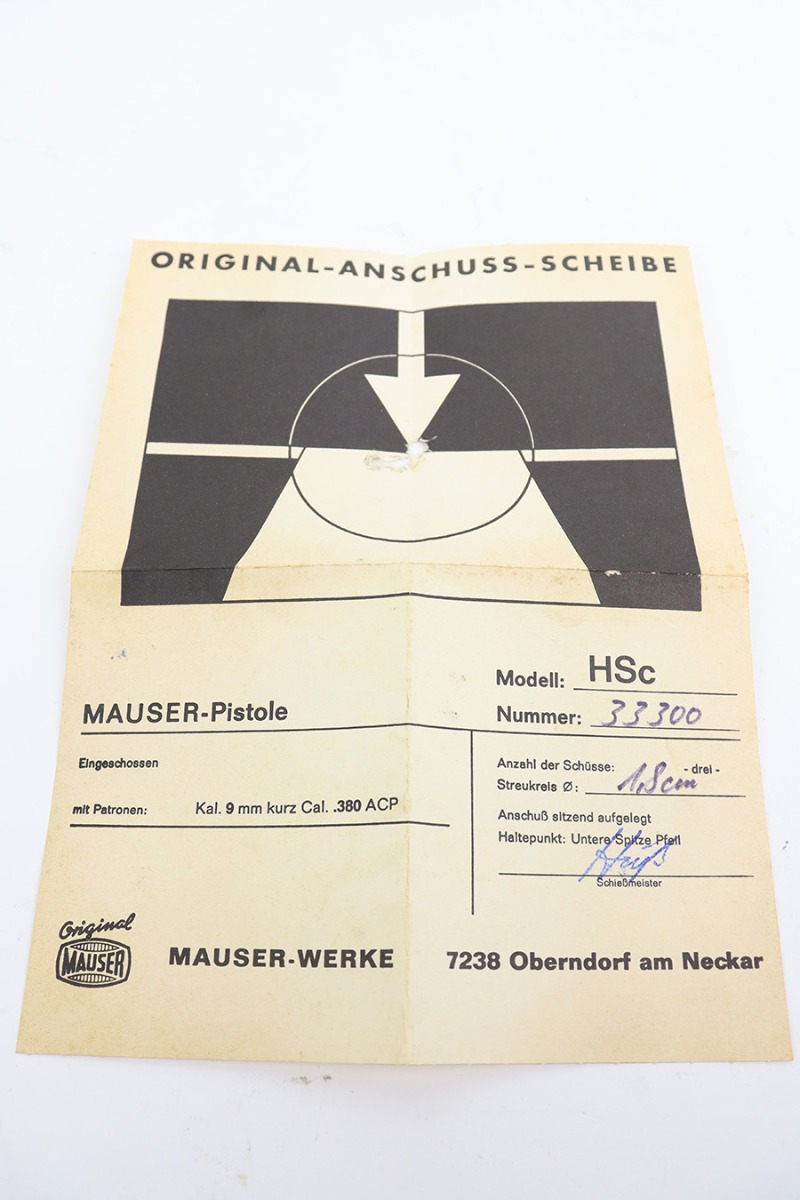 ORIGINAL-ANSCHUSS-SCHEIBE
Modell: HSc
MAUSER-Pistole
Nummer: 33300
Eingeschossen
mit Patronen: Kal. 9 mm kurz Cal. .380 ACP
Anzahl der Schüsse: - drei -
Streukreis Ø: 1,8 cm
Anschuß sitzend aufgelegt
Haltepunkt: Untere Spitze Pfeil
Schießmeister
Original
MAUSER
MAUSER-WERKE 7238 Oberndorf am Neckar